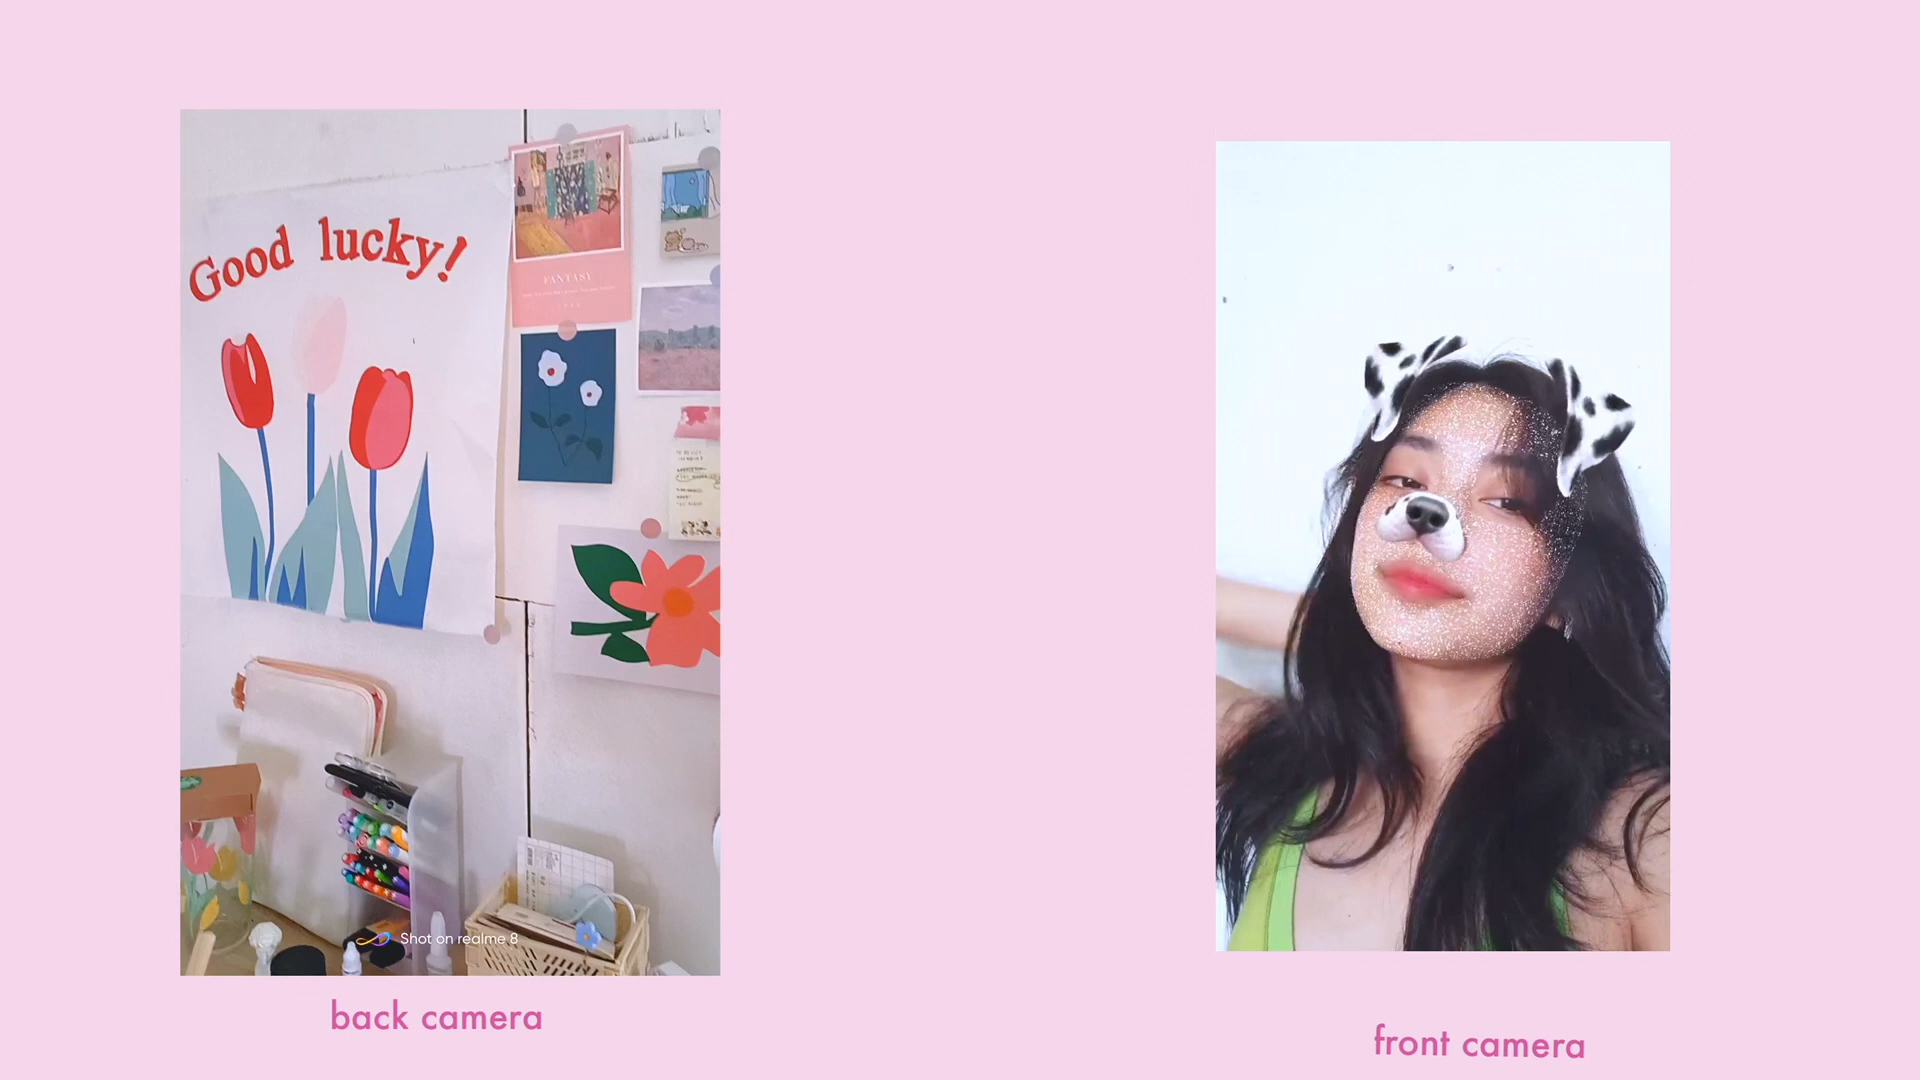 Good lucky!
FANTASY
Shot on realme 8
back camera
front camera